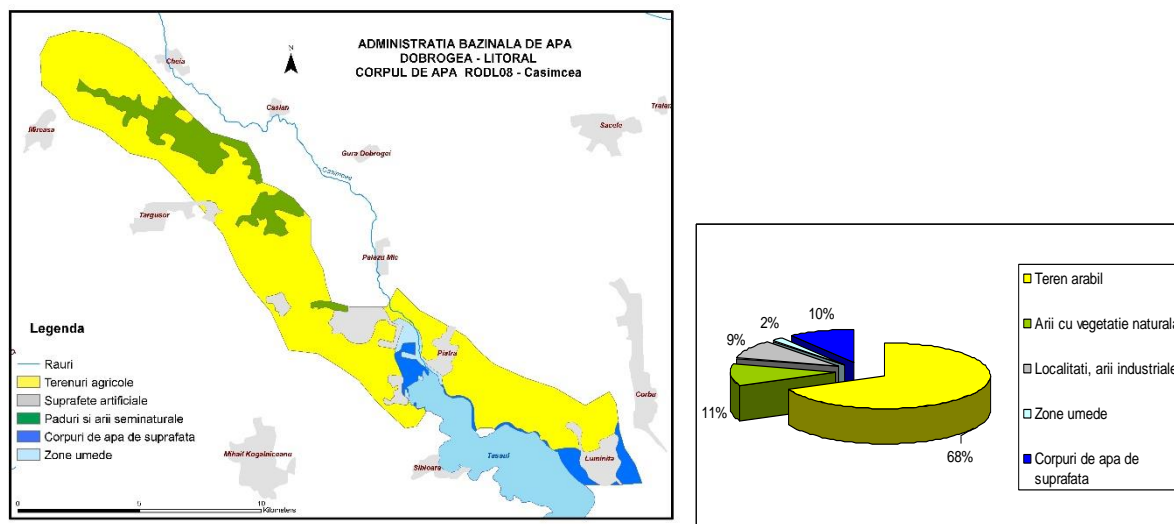 ADMINISTRATIA BAZINALA DE APA
DOBROGEA - LITORAL
CORPUL DE APA RODL08 - Casimcea
N
Cheia
Casian
Traian
Sacele
Mireasa
Gura Dobrogei
Casimcea
Targusor
Palazu Mic
Piatra
Corbu
Mihail Kogalniceanu
Sibioara
Tasaul
Luminita
Legenda
Rauri
Terenuri agricole
Suprafete artificiale
Paduri si arii seminaturale
Corpuri de apa de suprafata
Zone umede
0 5 10
Kilometers
10%
2%
9%
11%
68%
Teren arabil
Arii cu vegetatie naturala
Localitati, arii industriale
Zone umede
Corpuri de apa de
suprafata